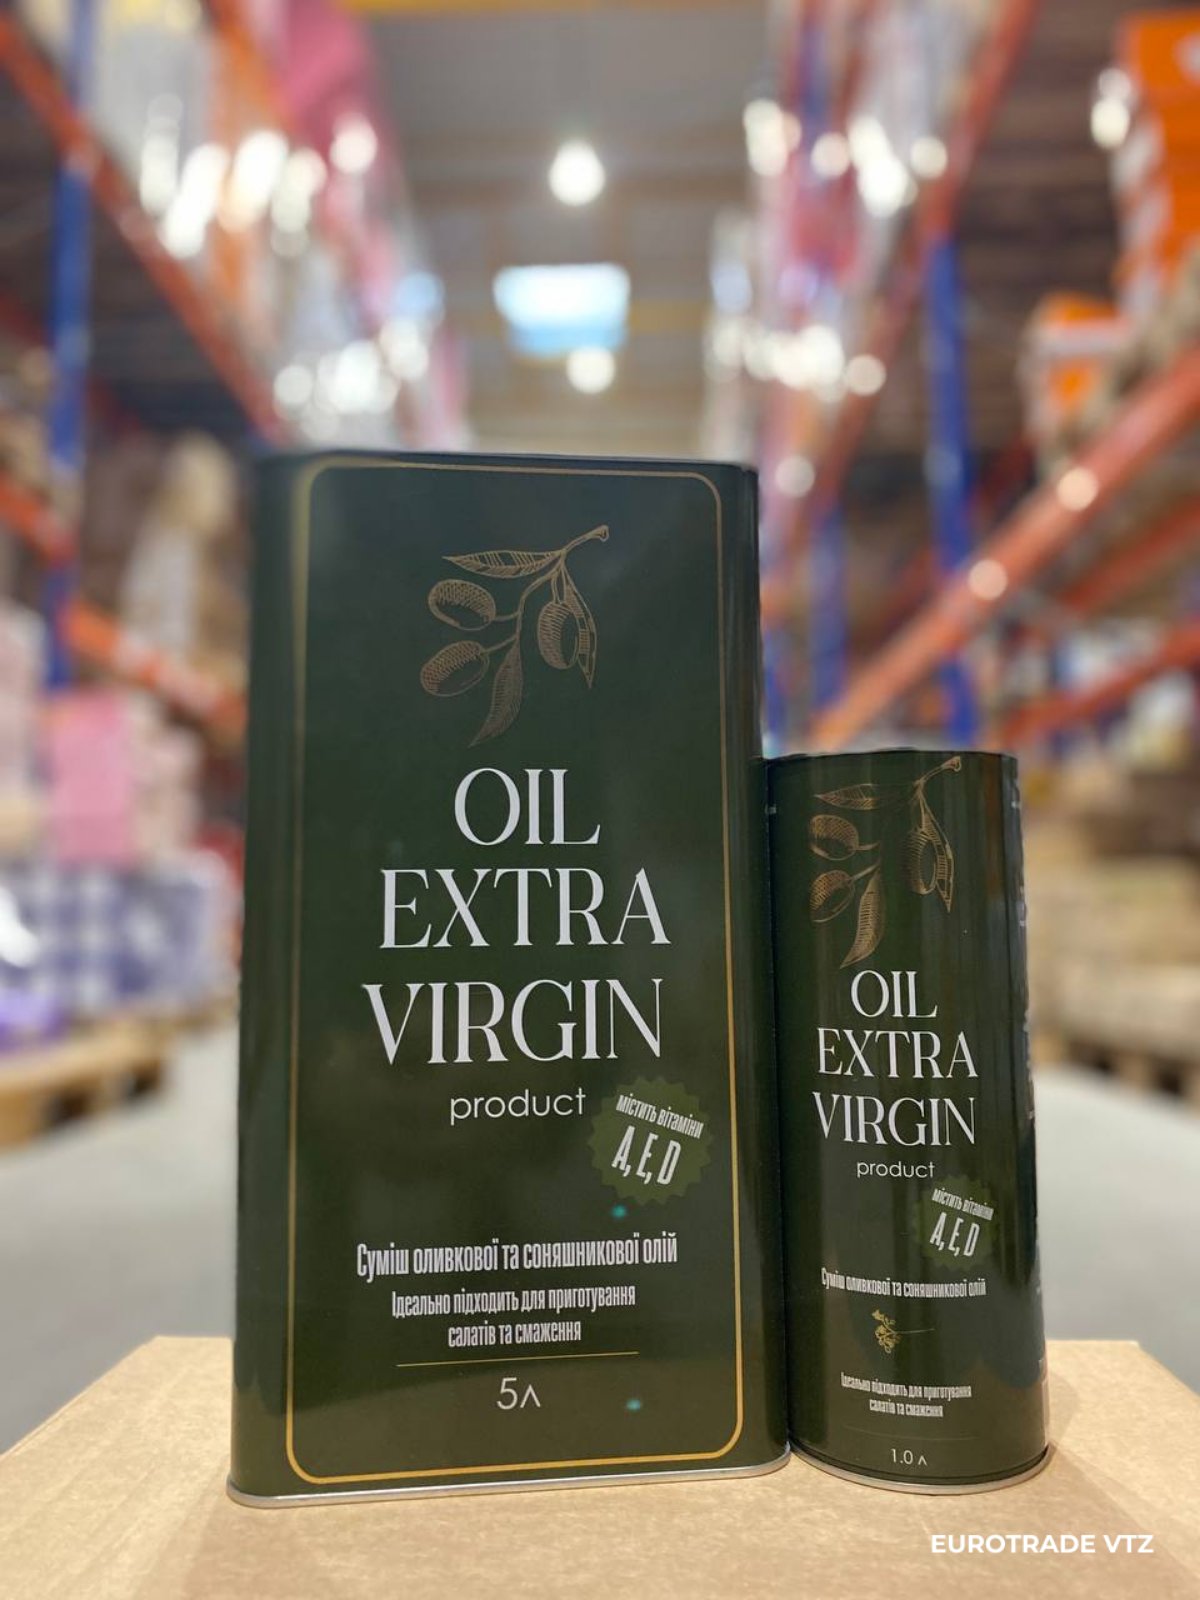 OIL
EXTRA
VIRGIN
product
містить вітаміни
A, E, D
Суміш оливкової та соняшникової олій
Ідеально підходить для приготування
салатів та смаження
5л
OIL
EXTRA
VIRGIN
product
містить вітаміни
A, E, D
Суміш оливкової та соняшникової олій
Ідеально підходить для приготування
салатів та смаження
1.0 л
EUROTRADE VTZ